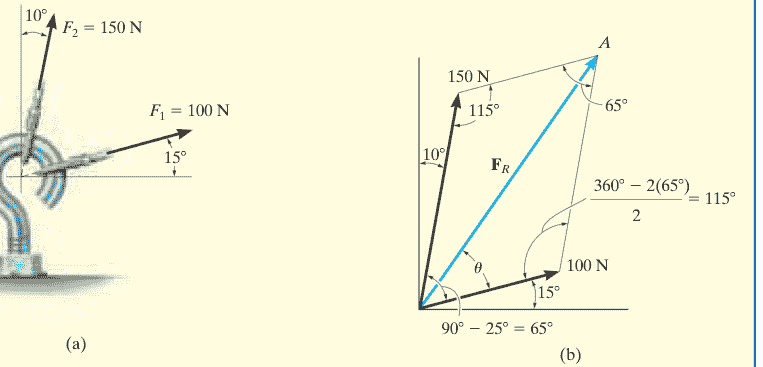 10°
F₂ = 150 N
F₁ = 100 N
15°
(a)
A
150 N
65°
115°
10°
F_R
360° − 2(65°)
2
= 115°
θ
100 N
15°
90° − 25° = 65°
(b)